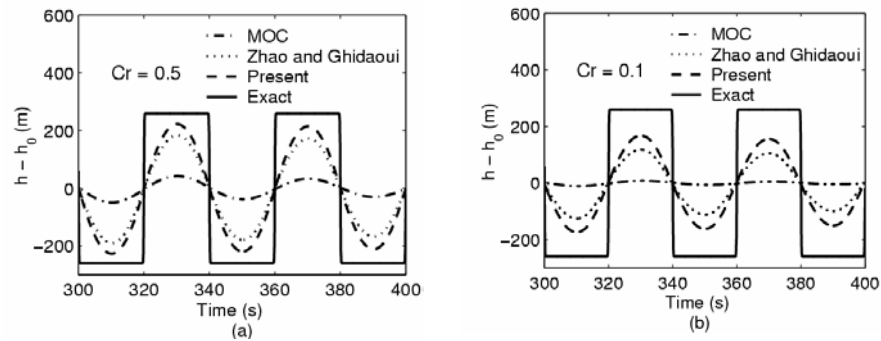 600
400
200
0
−200
h − h0 (m)
MOC
Zhao and Ghidaoui
Present
Exact
Cr = 0.5
300 320 340 360 380 400
Time (s)
(a)
600
400
200
0
−200
h − h0 (m)
MOC
Zhao and Ghidaoui
Present
Exact
Cr = 0.1
300 320 340 360 380 400
Time (s)
(b)